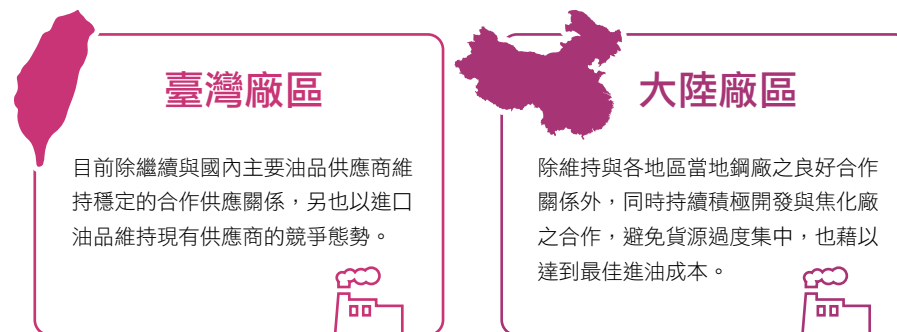 臺灣廠區
目前除繼續與國內主要油品供應商維
持穩定的合作供應關係，另也以進口
油品維持現有供應商的競爭態勢。
大陸廠區
除維持與各地區當地鋼廠之良好合作
關係外，同時持續積極開發與焦化廠
之合作，避免貨源過度集中，也藉以
達到最佳進油成本。